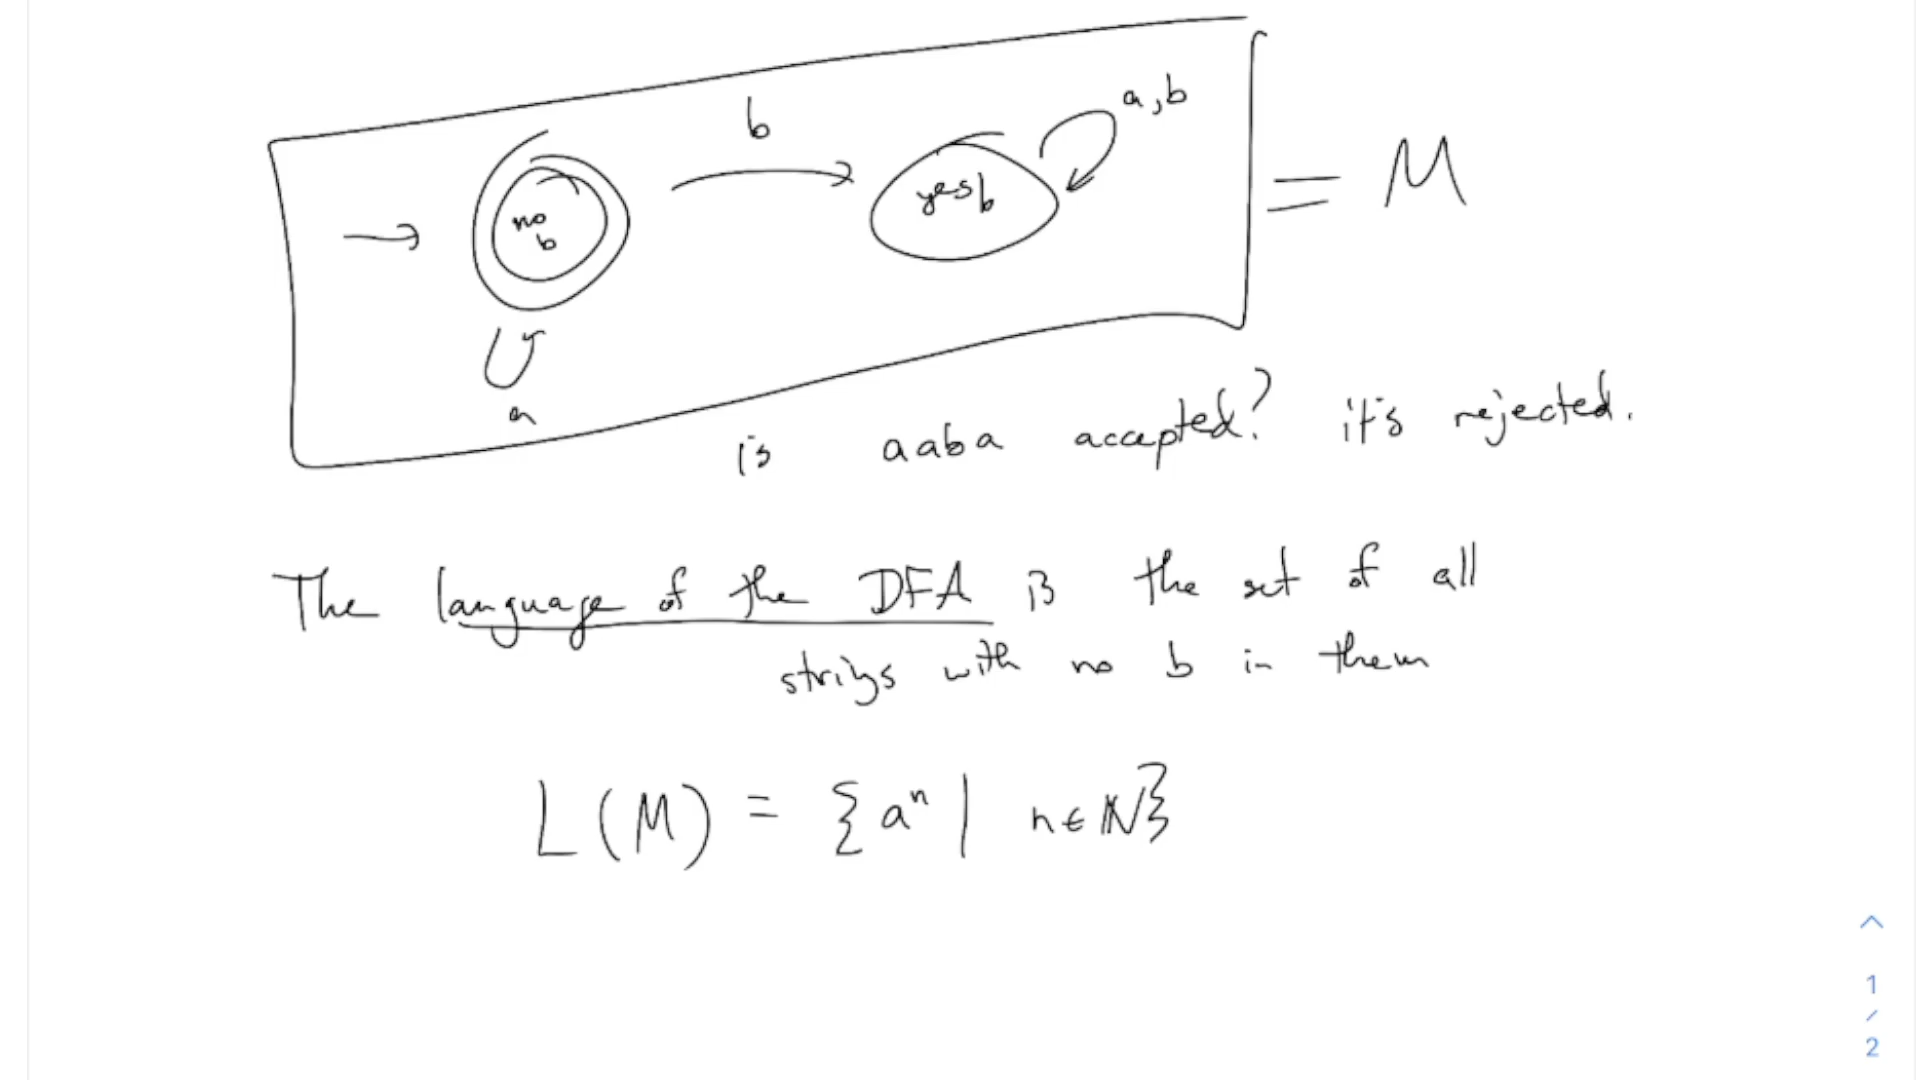 b
a,b
no
b
yes b
= M
a
is aaba accepted? it's rejected.
The language of the DFA is the set of all
strings with no b in them
L(M) = {aⁿ | n∈ℕ}
1
/
2